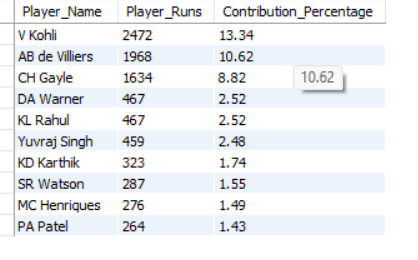 Player_Name Player_Runs Contribution_Percentage
V Kohli 2472 13.34
AB de Villiers 1968 10.62
CH Gayle 1634 8.82 10.62
DA Warner 467 2.52
KL Rahul 467 2.52
Yuvraj Singh 459 2.48
KD Karthik 323 1.74
SR Watson 287 1.55
MC Henriques 276 1.49
PA Patel 264 1.43